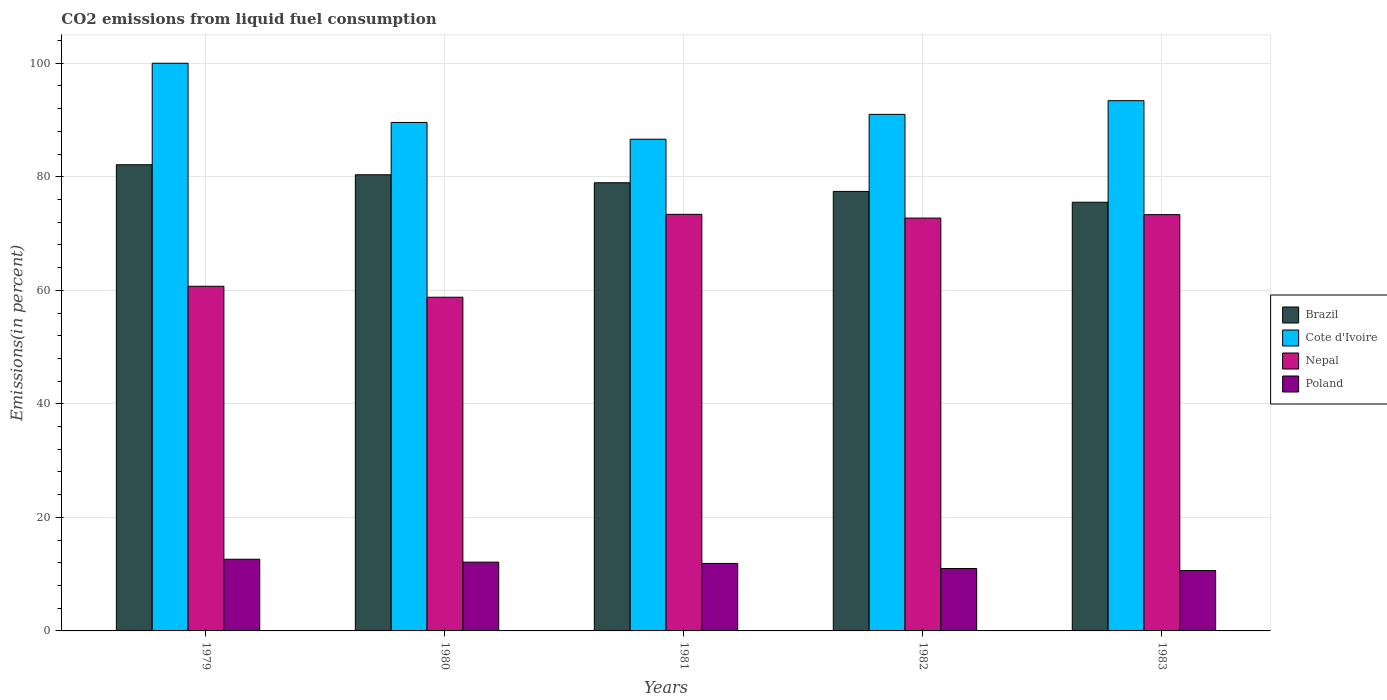 CO2 emissions from liquid fuel consumption
Emissions(in percent)
100
80
60
40
20
0
1979
1980
1981
1982
1983
Years
Brazil
Cote d'Ivoire
Nepal
Poland